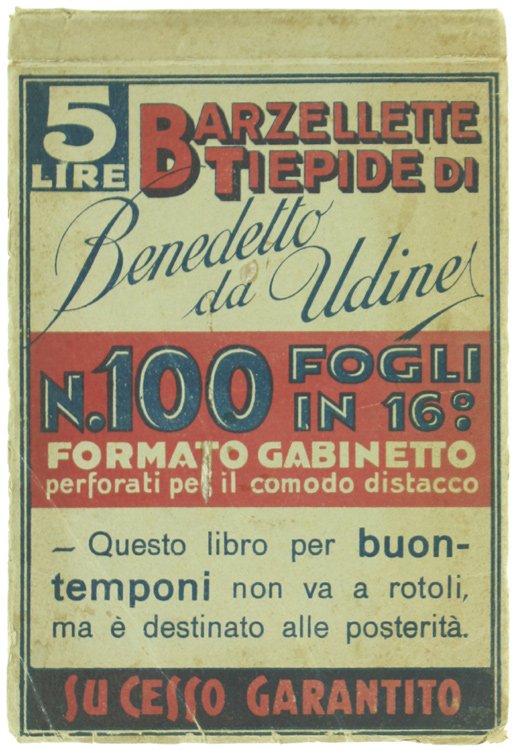 5
LIRE
BARZELLETTE
TIEPIDE DI
Benedetto
da Udine
N.100 FOGLI
IN 16º
FORMATO GABINETTO
perforati per il comodo distacco
— Questo libro per buon-
temponi non va a rotoli,
ma è destinato alle posterità.
SU CESSO GARANTITO